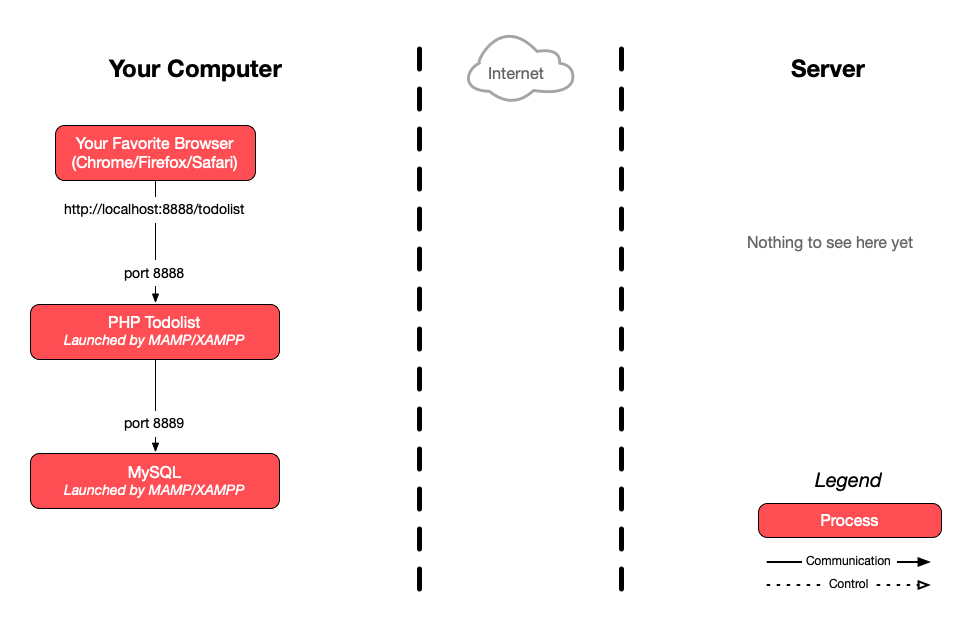 Your Computer
Internet
Server
Your Favorite Browser
(Chrome/Firefox/Safari)
http://localhost:8888/todolist
port 8888
PHP Todolist
Launched by MAMP/XAMPP
port 8889
MySQL
Launched by MAMP/XAMPP
Nothing to see here yet
Legend
Process
Communication
Control